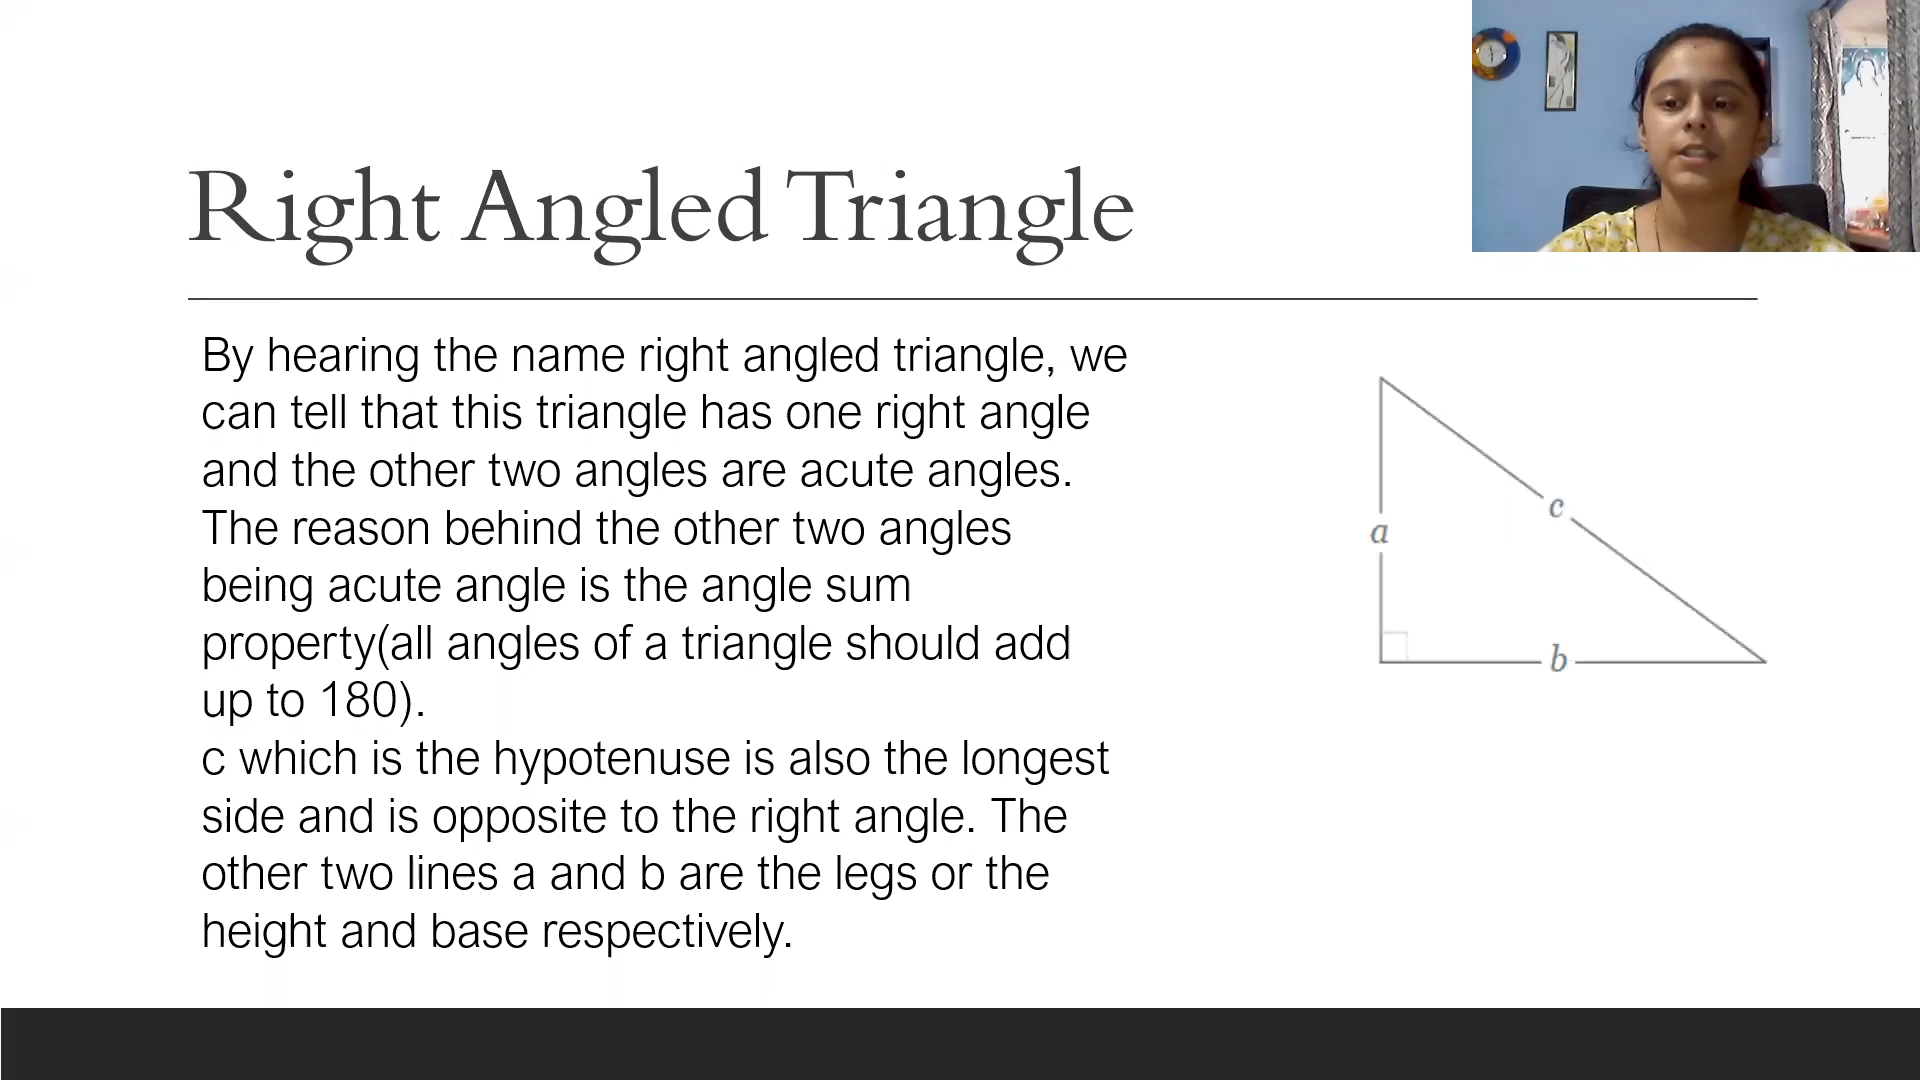 Right Angled Triangle
By hearing the name right angled triangle, we
can tell that this triangle has one right angle
and the other two angles are acute angles.
The reason behind the other two angles
being acute angle is the angle sum
property(all angles of a triangle should add
up to 180).
c which is the hypotenuse is also the longest
side and is opposite to the right angle. The
other two lines a and b are the legs or the
height and base respectively.
c
a
b